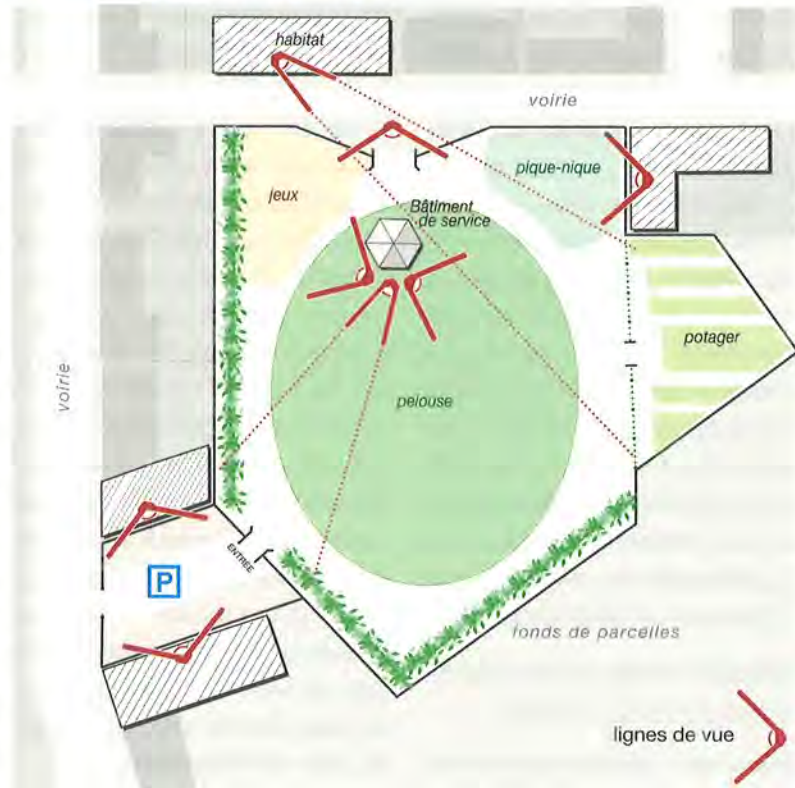 habitat
voirie
pique-nique
jeux
Bâtiment
de service
potager
voirie
pelouse
ENTRÉE
P
fonds de parcelles
lignes de vue